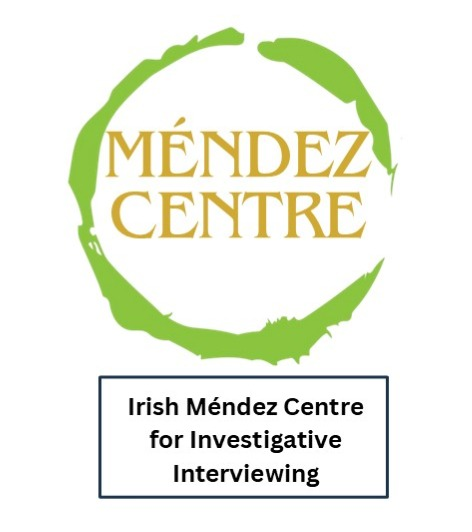 MÉNDEZ
CENTRE
Irish Méndez Centre
for Investigative
Interviewing